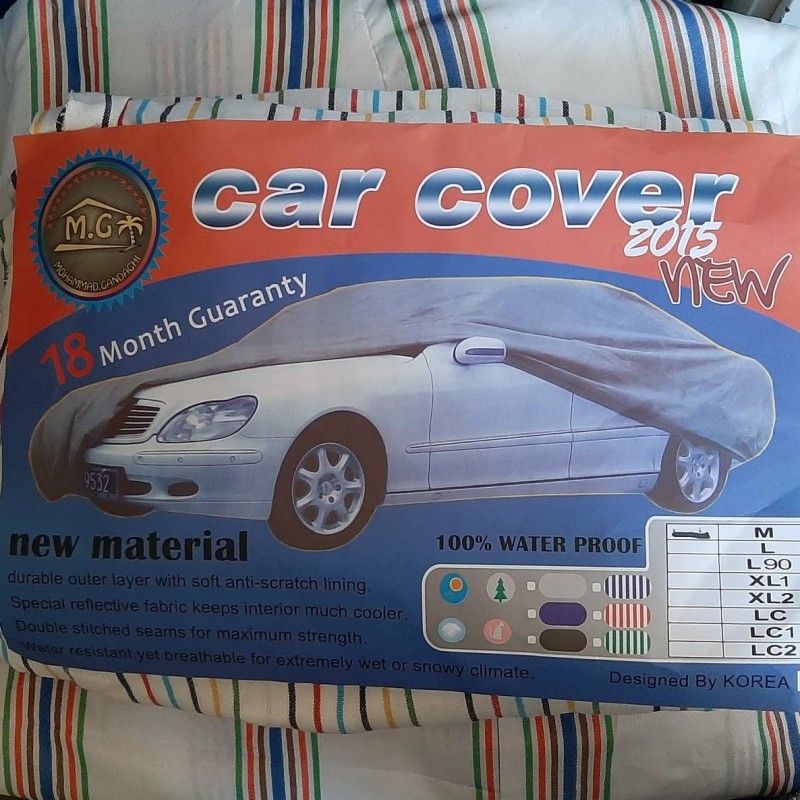 M.G
MOHAMMAD.GANDACHI
car cover
2015
NEW
18 Month Guaranty
9532
new material
durable outer layer with soft anti-scratch lining.
Special reflective fabric keeps interior much cooler.
Double stitched seams for maximum strength.
Water resistant.yet breathable for extremely wet or snowy climate.
100% WATER PROOF
M
L
L90
XL1
XL2
LC
LC1
LC2
Designed By KOREA